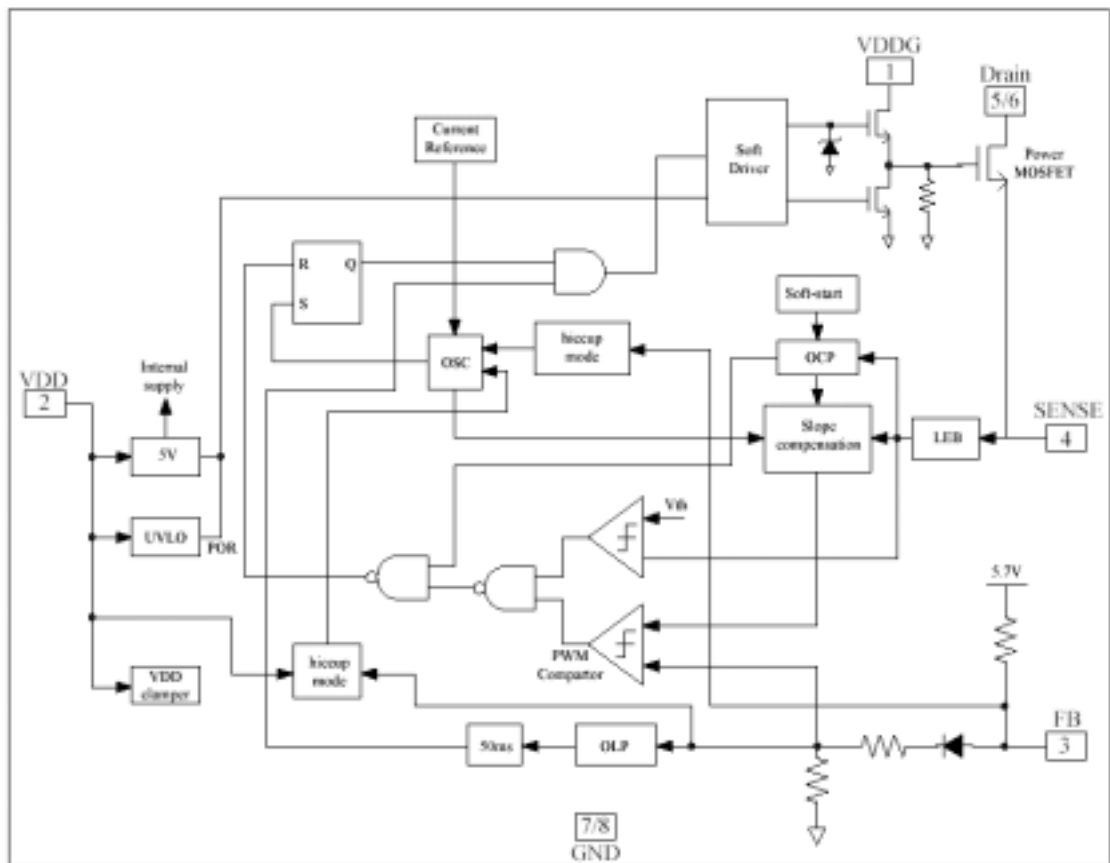 VDDG
1
Drain
5/6
Current
Reference
Soft
Driver
Power
MOSFET
R
Q
S
Soft-start
Internal
supply
OSC
hiccup
mode
OCP
VDD
2
SENSE
4
5V
Slope
compensation
LEB
Vth
UVLO
POR
5.7V
hiccup
mode
PWM
Compartor
VDD
clamper
FB
3
50ms
OLP
7/8
GND